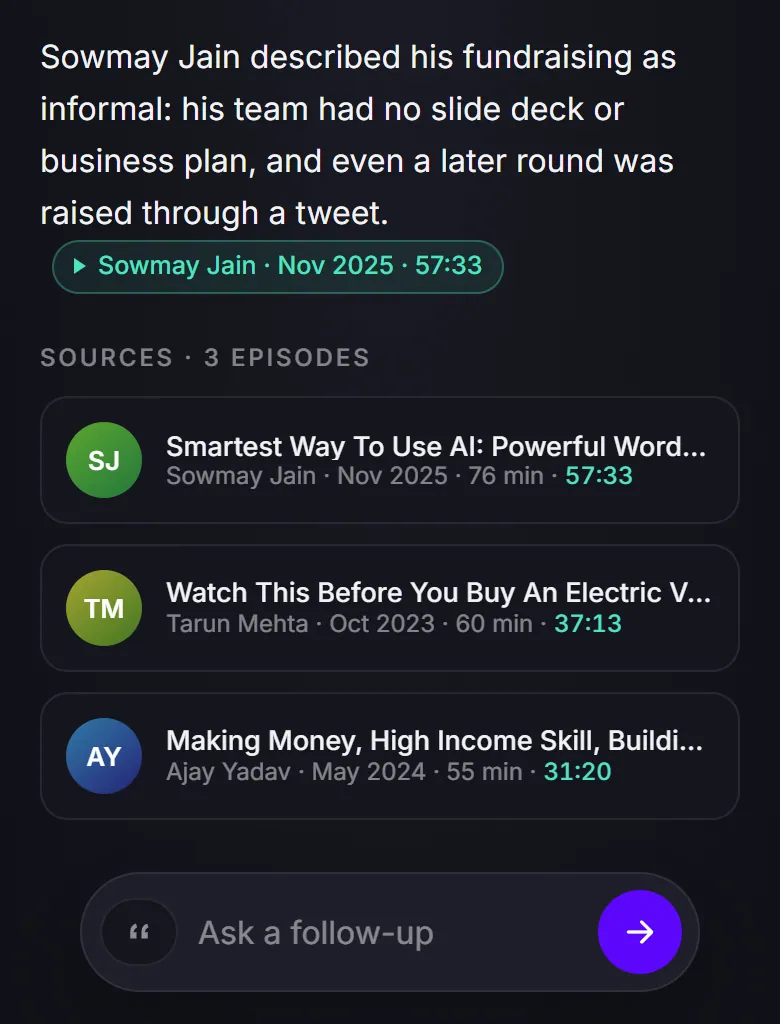 Sowmay Jain described his fundraising as
informal: his team had no slide deck or
business plan, and even a later round was
raised through a tweet.
Sowmay Jain · Nov 2025 · 57:33
SOURCES · 3 EPISODES
SJ
Smartest Way To Use AI: Powerful Word...
Sowmay Jain · Nov 2025 · 76 min · 57:33
TM
Watch This Before You Buy An Electric V...
Tarun Mehta · Oct 2023 · 60 min · 37:13
AY
Making Money, High Income Skill, Buildi...
Ajay Yadav · May 2024 · 55 min · 31:20
“ Ask a follow-up